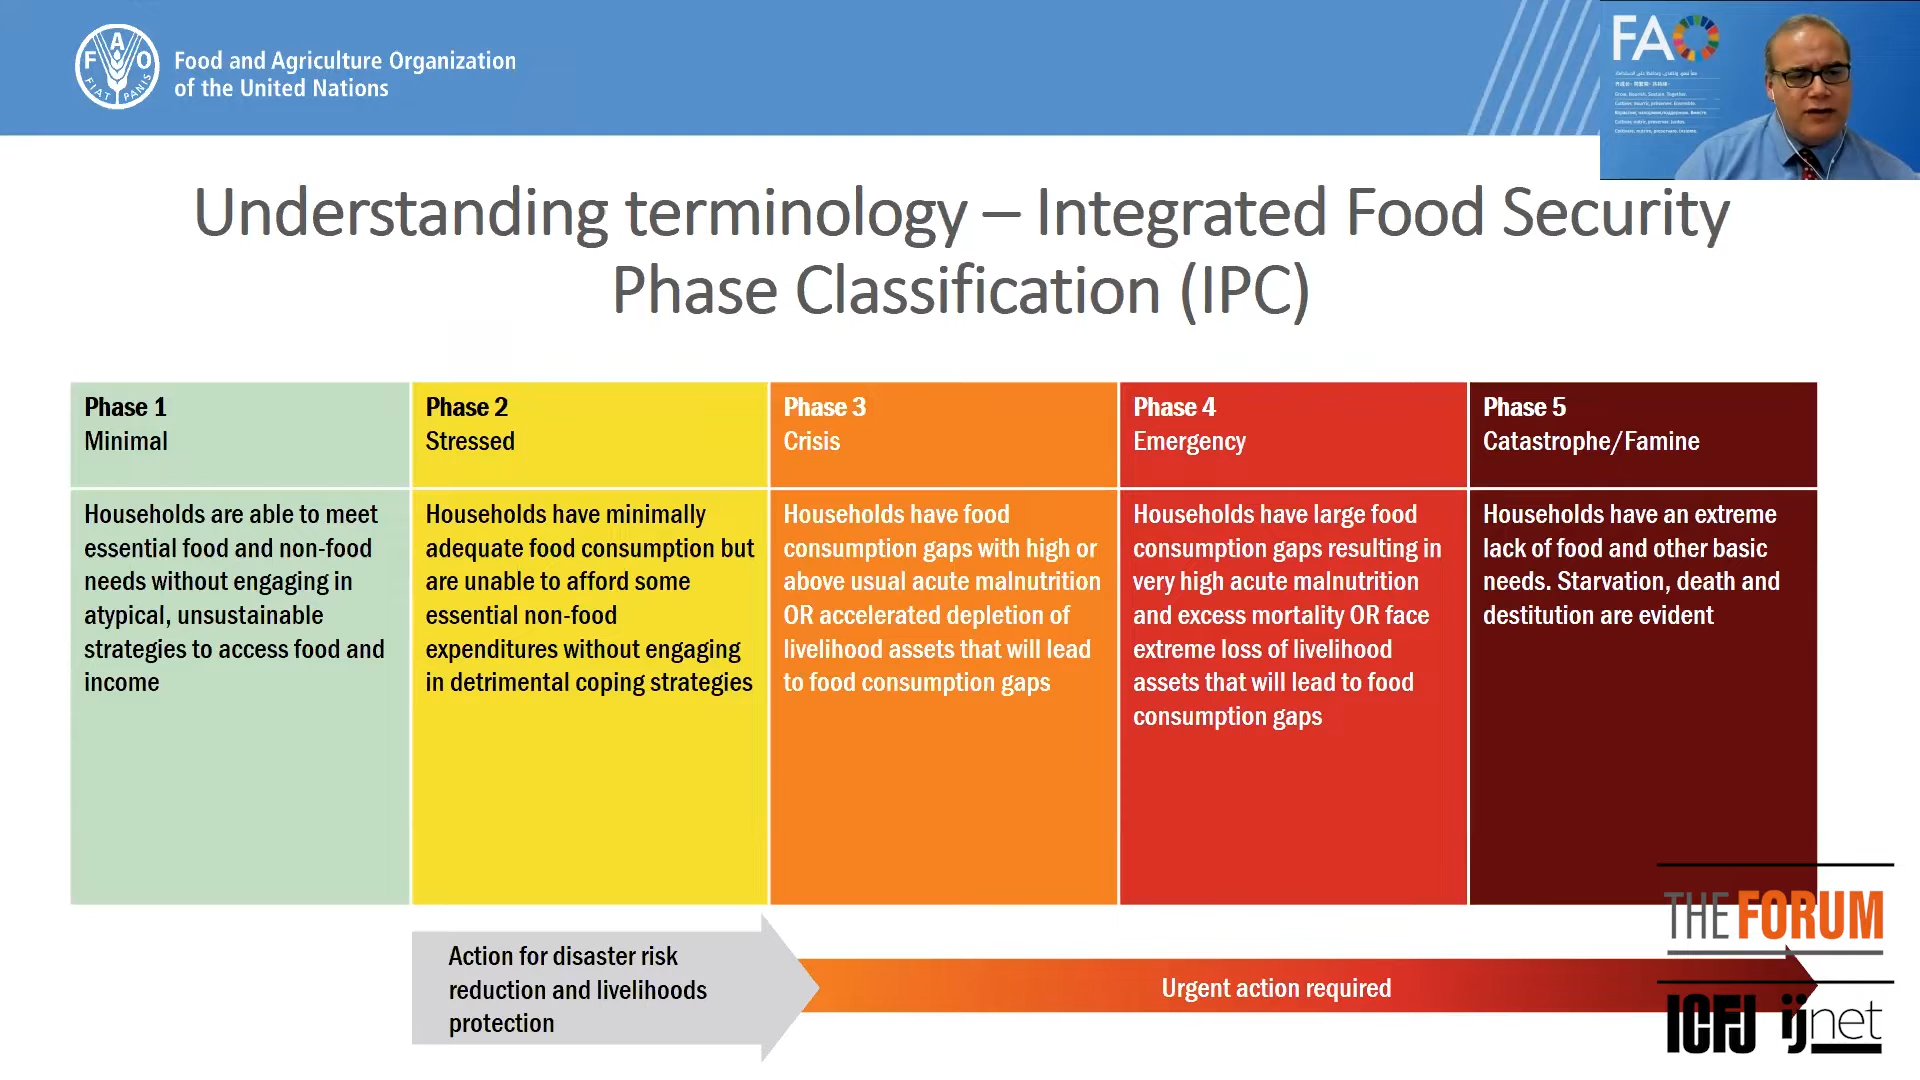 FAO
FIAT PANIS
Food and Agriculture Organization
of the United Nations
FAO
Understanding terminology – Integrated Food Security
Phase Classification (IPC)
Phase 1
Minimal
Households are able to meet
essential food and non-food
needs without engaging in
atypical, unsustainable
strategies to access food and
income
Phase 2
Stressed
Households have minimally
adequate food consumption but
are unable to afford some
essential non-food
expenditures without engaging
in detrimental coping strategies
Phase 3
Crisis
Households have food
consumption gaps with high or
above usual acute malnutrition
OR accelerated depletion of
livelihood assets that will lead
to food consumption gaps
Phase 4
Emergency
Households have large food
consumption gaps resulting in
very high acute malnutrition
and excess mortality OR face
extreme loss of livelihood
assets that will lead to food
consumption gaps
Phase 5
Catastrophe/Famine
Households have an extreme
lack of food and other basic
needs. Starvation, death and
destitution are evident
Action for disaster risk
reduction and livelihoods
protection
Urgent action required
THE FORUM
ICFJ ijnet